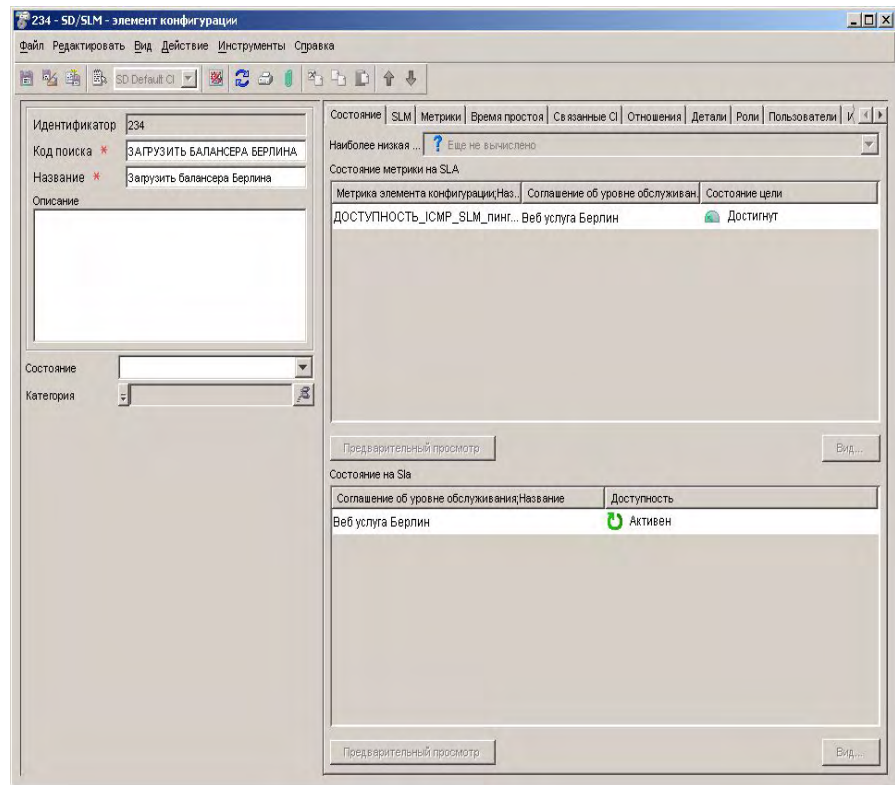 234 - SD/SLM - элемент конфигурации
Файл Редактировать Вид Действие Инструменты Справка
SD Default CI
Идентификатор 234
Код поиска * ЗАГРУЗИТЬ БАЛАНСЕРА БЕРЛИНА
Название * Загрузить балансера Берлина
Описание
Состояние
Категория
Состояние SLM Метрики Время простоя Связанные CI Отношения Детали Роли Пользователи И
Наиболее низкая ... ? Еще не вычислено
Состояние метрики на SLA
Метрика элемента конфигурации;Наз.. Соглашение об уровне обслуживан. Состояние цели
ДОСТУПНОСТЬ_ICMP_SLM_пинг... Веб услуга Берлин Достигнут
Предварительный просмотр Вид...
Состояние на Sla
Соглашение об уровне обслуживания;Название Доступность
Веб услуга Берлин Активен
Предварительный просмотр Вид...